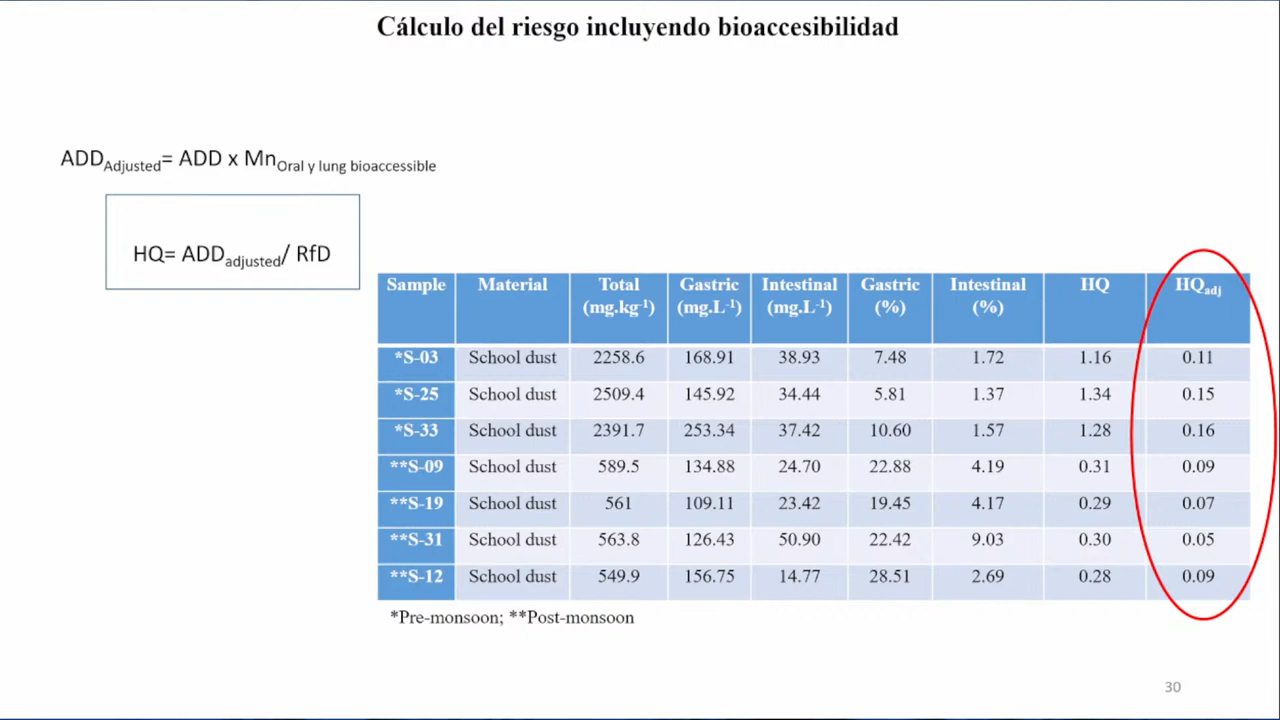 Cálculo del riesgo incluyendo bioaccesibilidad
ADDAdjusted= ADD x MnOral y lung bioaccessible
HQ= ADDadjusted/ RfD
Sample Material Total (mg.kg-1) Gastric (mg.L-1) Intestinal (mg.L-1) Gastric (%) Intestinal (%) HQ HQadj
*S-03 School dust 2258.6 168.91 38.93 7.48 1.72 1.16 0.11
*S-25 School dust 2509.4 145.92 34.44 5.81 1.37 1.34 0.15
*S-33 School dust 2391.7 253.34 37.42 10.60 1.57 1.28 0.16
**S-09 School dust 589.5 134.88 24.70 22.88 4.19 0.31 0.09
**S-19 School dust 561 109.11 23.42 19.45 4.17 0.29 0.07
**S-31 School dust 563.8 126.43 50.90 22.42 9.03 0.30 0.05
**S-12 School dust 549.9 156.75 14.77 28.51 2.69 0.28 0.09
*Pre-monsoon; **Post-monsoon
30